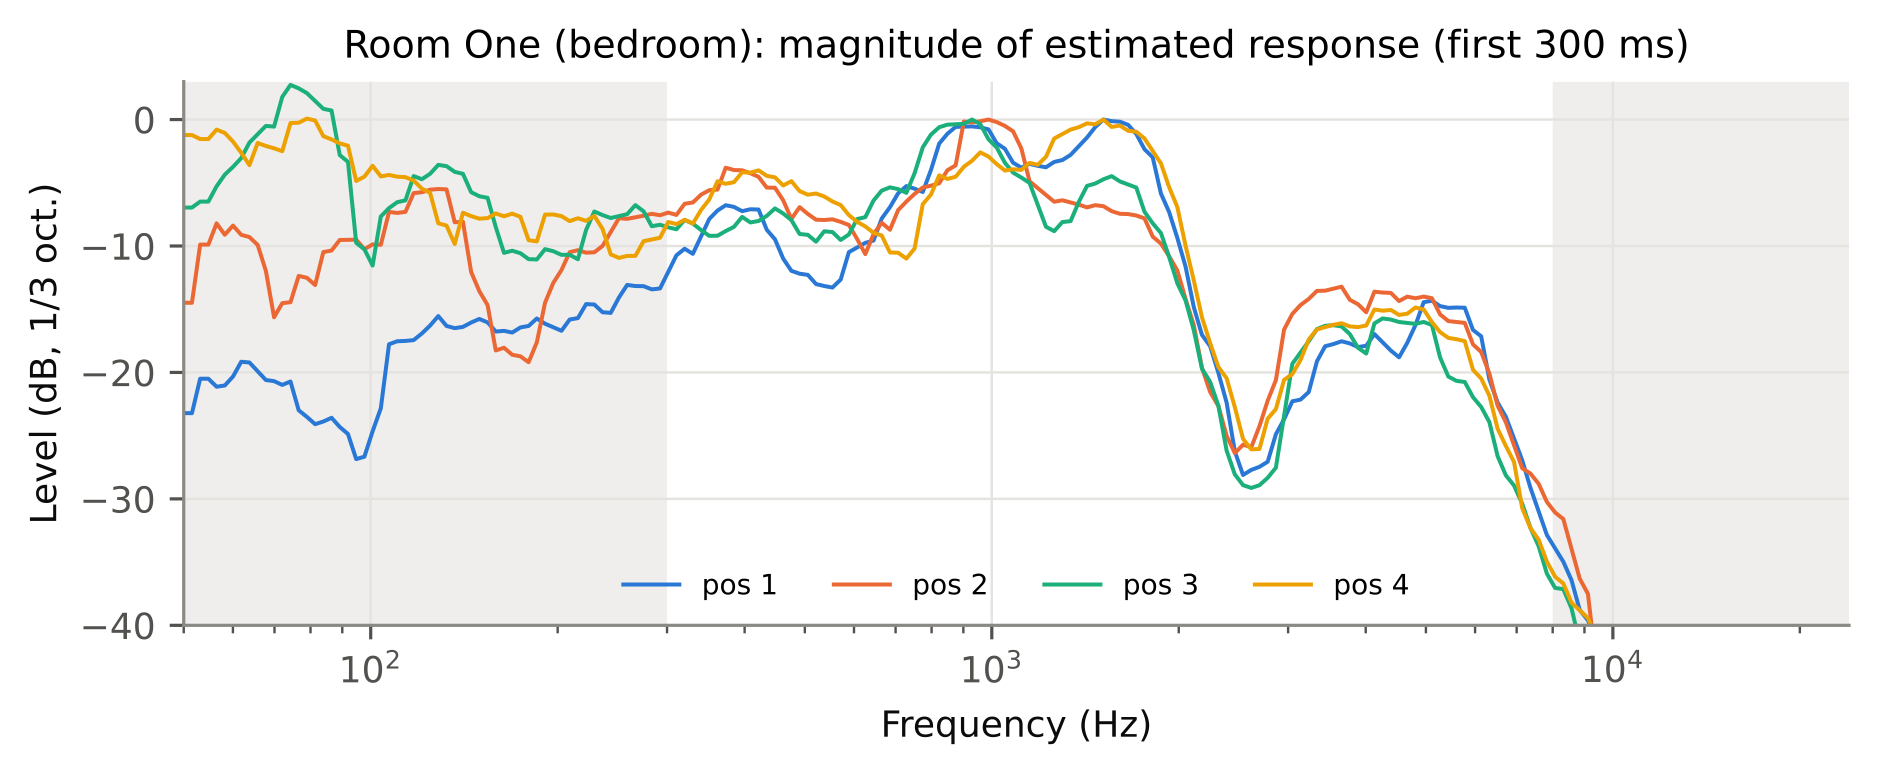 Room One (bedroom): magnitude of estimated response (first 300 ms)
Level (dB, 1/3 oct.)
0
−10
−20
−30
−40
pos 1
pos 2
pos 3
pos 4
10²
10³
10⁴
Frequency (Hz)